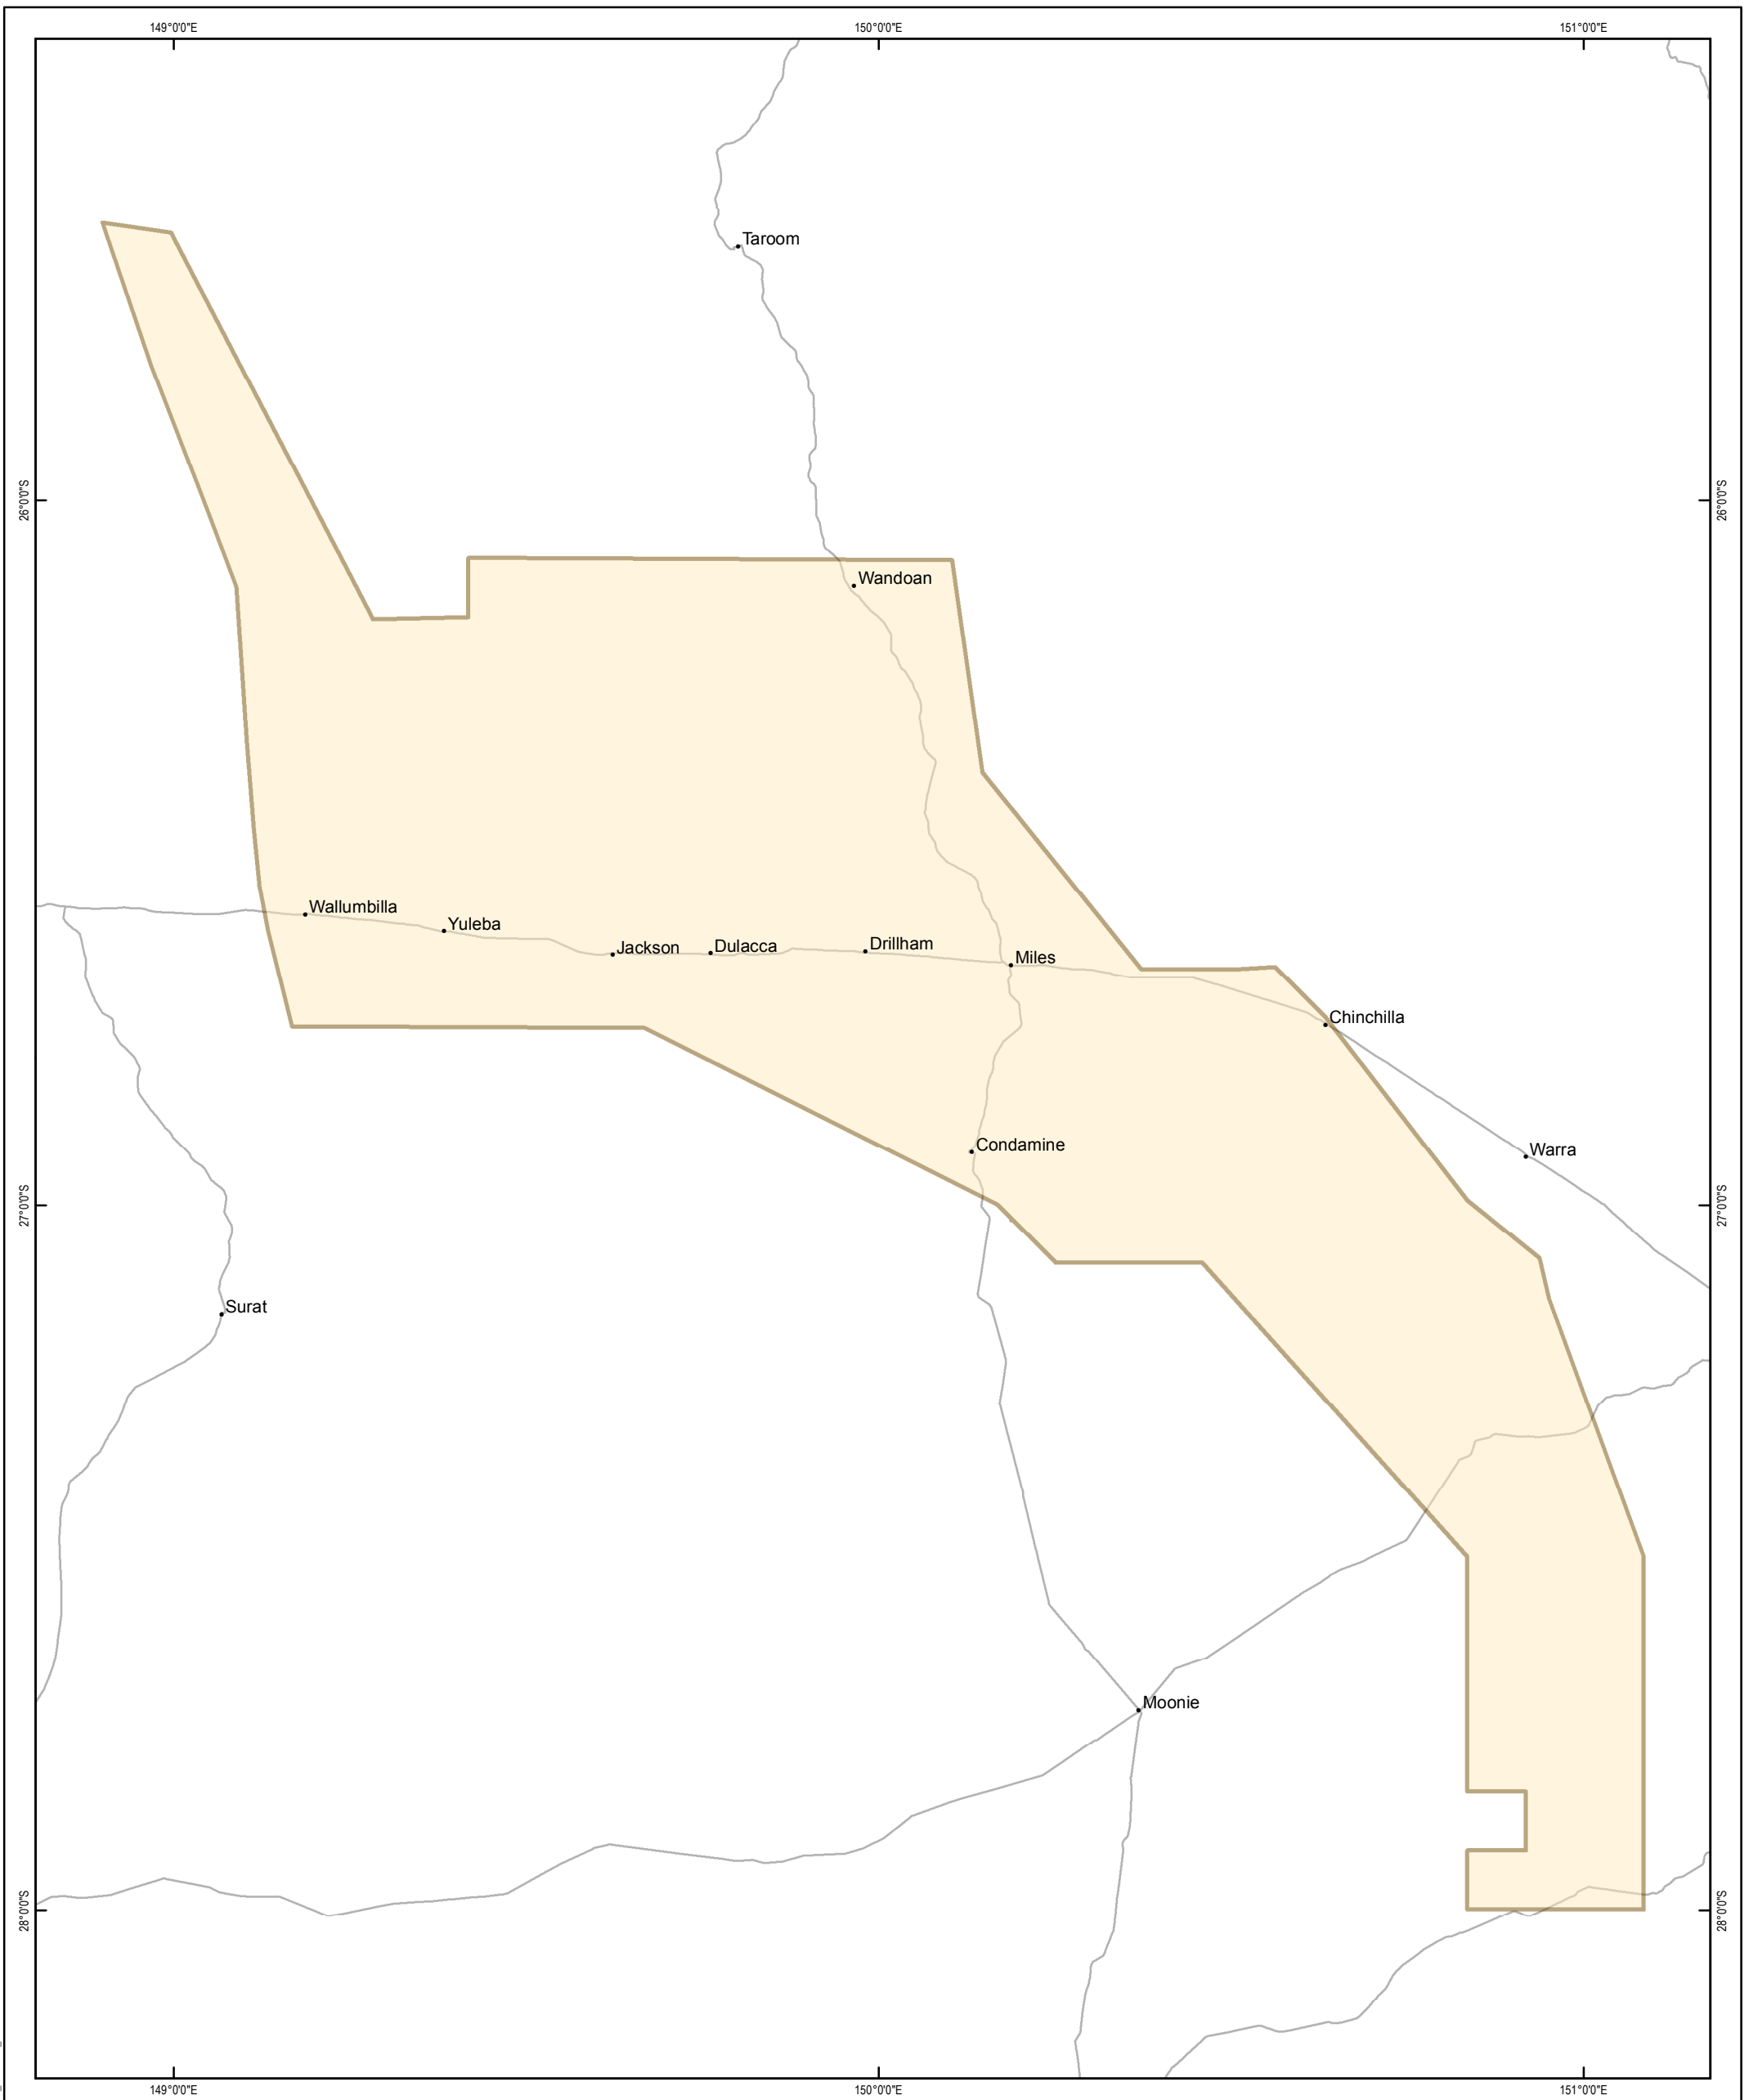 149°0'0"E
150°0'0"E
151°0'0"E
Taroom
26°0'0"S
26°0'0"S
Wandoan
Wallumbilla
Yuleba
Jackson
Dulacca
Drillham
Miles
Chinchilla
Condamine
Warra
27°0'0"S
27°0'0"S
Surat
Moonie
28°0'0"S
28°0'0"S
149°0'0"E
150°0'0"E
151°0'0"E